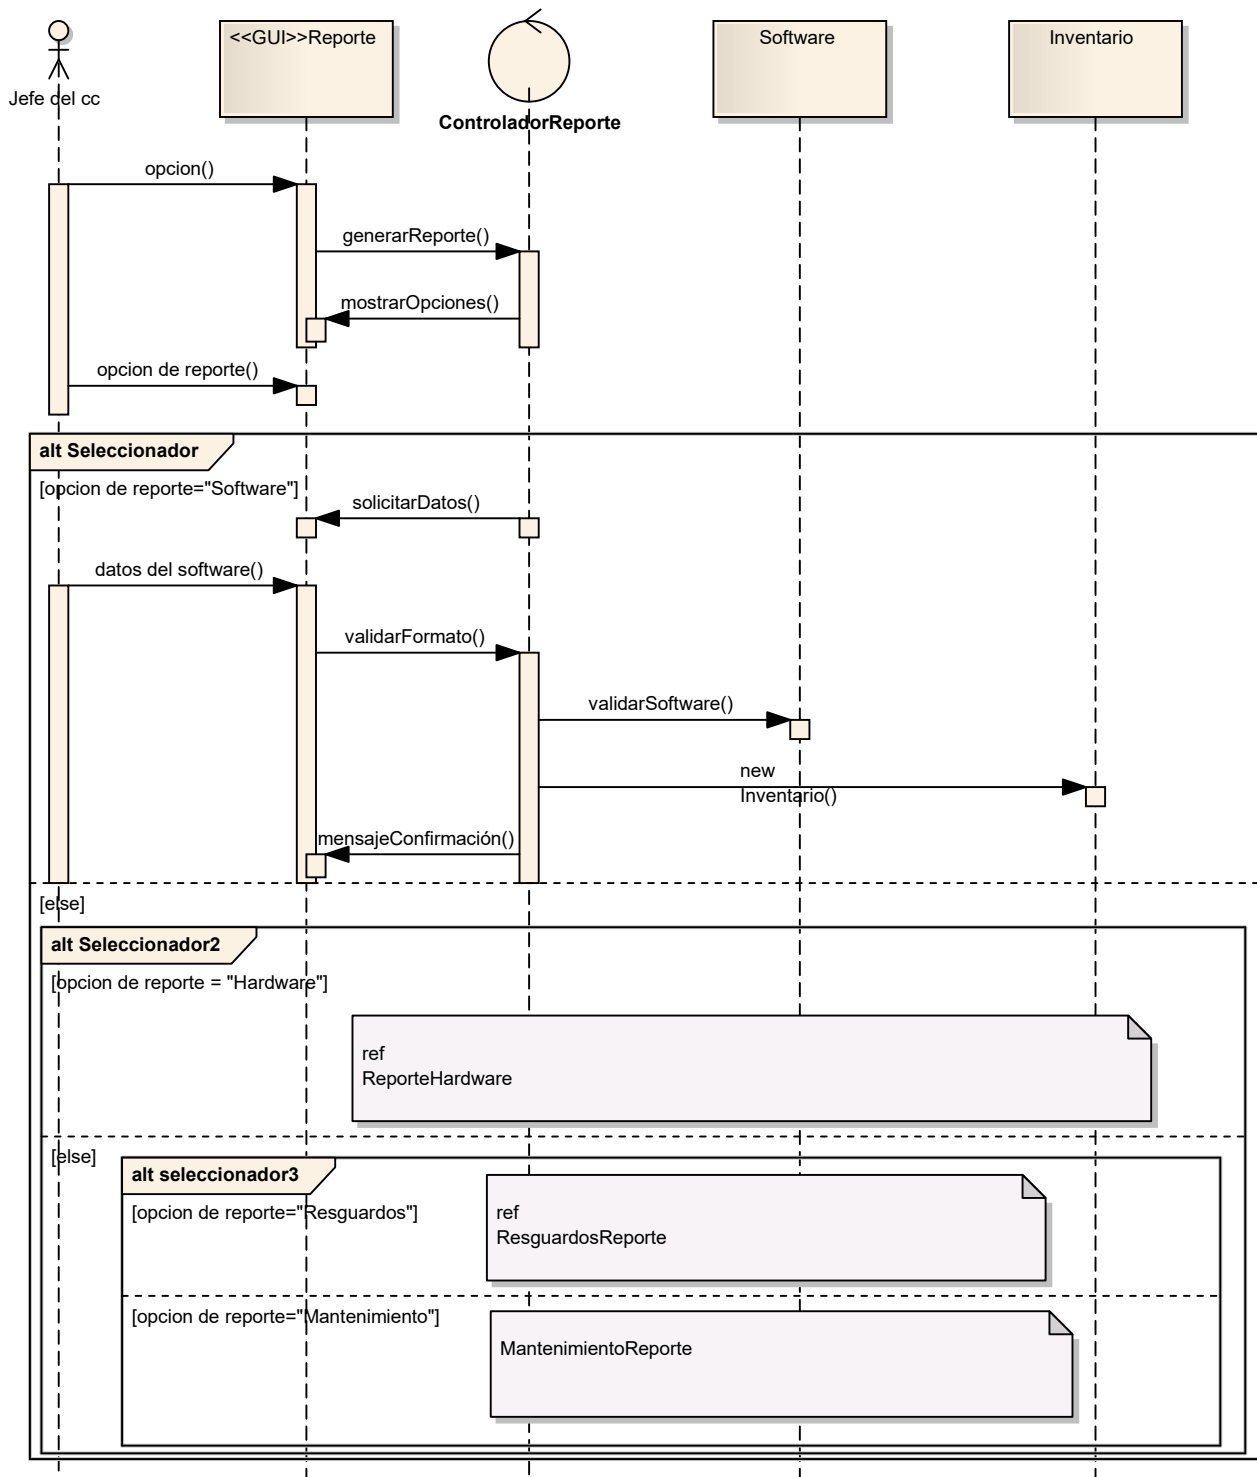 Jefe del cc
<<GUI>>Reporte
ControladorReporte
Software
Inventario
opcion()
generarReporte()
mostrarOpciones()
opcion de reporte()
alt Seleccionador
[opcion de reporte="Software"]
solicitarDatos()
datos del software()
validarFormato()
validarSoftware()
new
Inventario()
mensajeConfirmación()
[else]
alt Seleccionador2
[opcion de reporte = "Hardware"]
ref
ReporteHardware
[else]
alt seleccionador3
[opcion de reporte="Resguardos"]
ref
ResguardosReporte
[opcion de reporte="Mantenimiento"]
MantenimientoReporte